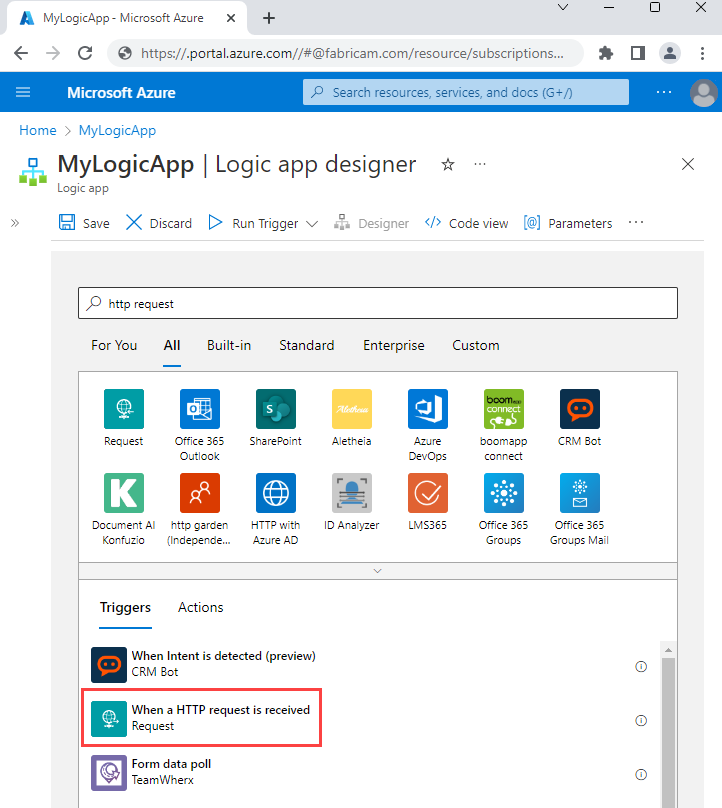 MyLogicApp - Microsoft Azure
https://.portal.azure.com//#@fabricam.com/resource/subscriptions...
Microsoft Azure
Search resources, services, and docs (G+/)
Home > MyLogicApp
MyLogicApp | Logic app designer
Logic app
Save Discard Run Trigger Designer Code view Parameters
http request
For You All Built-in Standard Enterprise Custom
Aletheia
boomapp
connect
Request Office 365 SharePoint Aletheia Azure boomapp CRM Bot
Outlook DevOps connect
Document AI http garden HTTP with ID Analyzer LMS365 Office 365 Office 365
Konfuzio (Independe... Azure AD Groups Groups Mail
Triggers Actions
When Intent is detected (preview)
CRM Bot
When a HTTP request is received
Request
Form data poll
TeamWherx